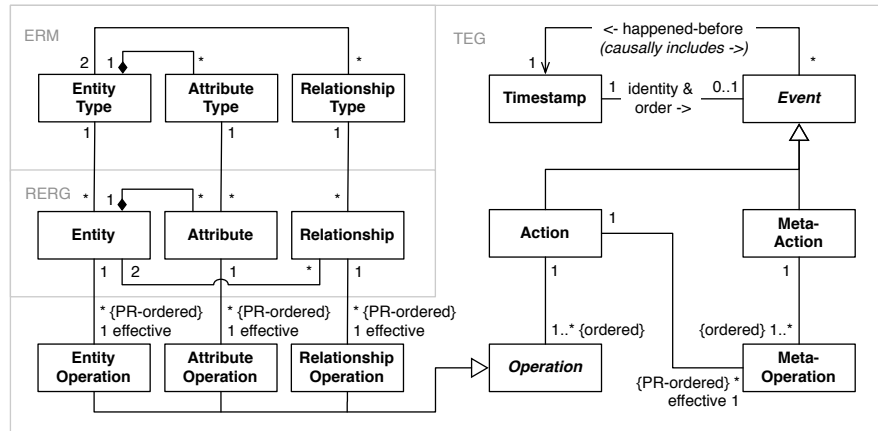 ERM
TEG
<- happened-before
(causally includes ->)
2
1
*
*
1
*
Entity
Type
Attribute
Type
Relationship
Type
Timestamp
1
identity &
order ->
0..1
Event
1
1
1
RERG
*
1
*
*
*
Entity
Attribute
Relationship
Action
1
Meta-
Action
1
2
1
*
1
1
1
* {PR-ordered}
1 effective
* {PR-ordered}
1 effective
* {PR-ordered}
1 effective
1..* {ordered}
{ordered} 1..*
Entity
Operation
Attribute
Operation
Relationship
Operation
Operation
Meta-
Operation
{PR-ordered} *
effective 1